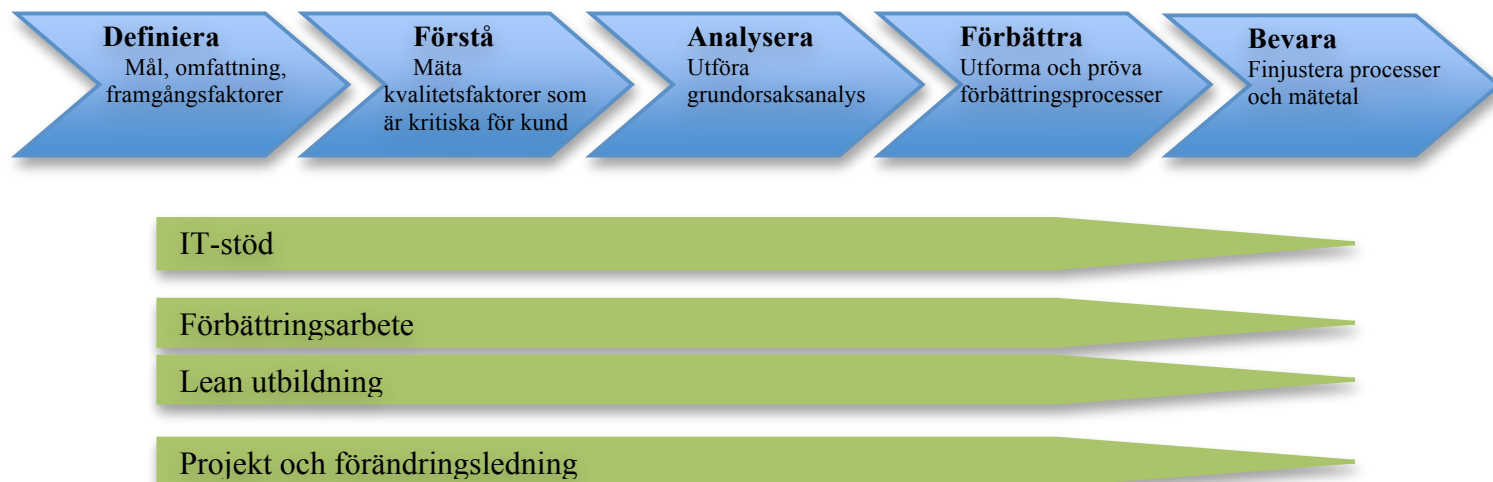 Definiera
Mål, omfattning,
framgångsfaktorer
Förstå
Mäta
kvalitetsfaktorer som
är kritiska för kund
Analysera
Utföra
grundorsaksanalys
Förbättra
Utforma och pröva
förbättringsprocesser
Bevara
Finjustera processer
och mätetal
IT-stöd
Förbättringsarbete
Lean utbildning
Projekt och förändringsledning